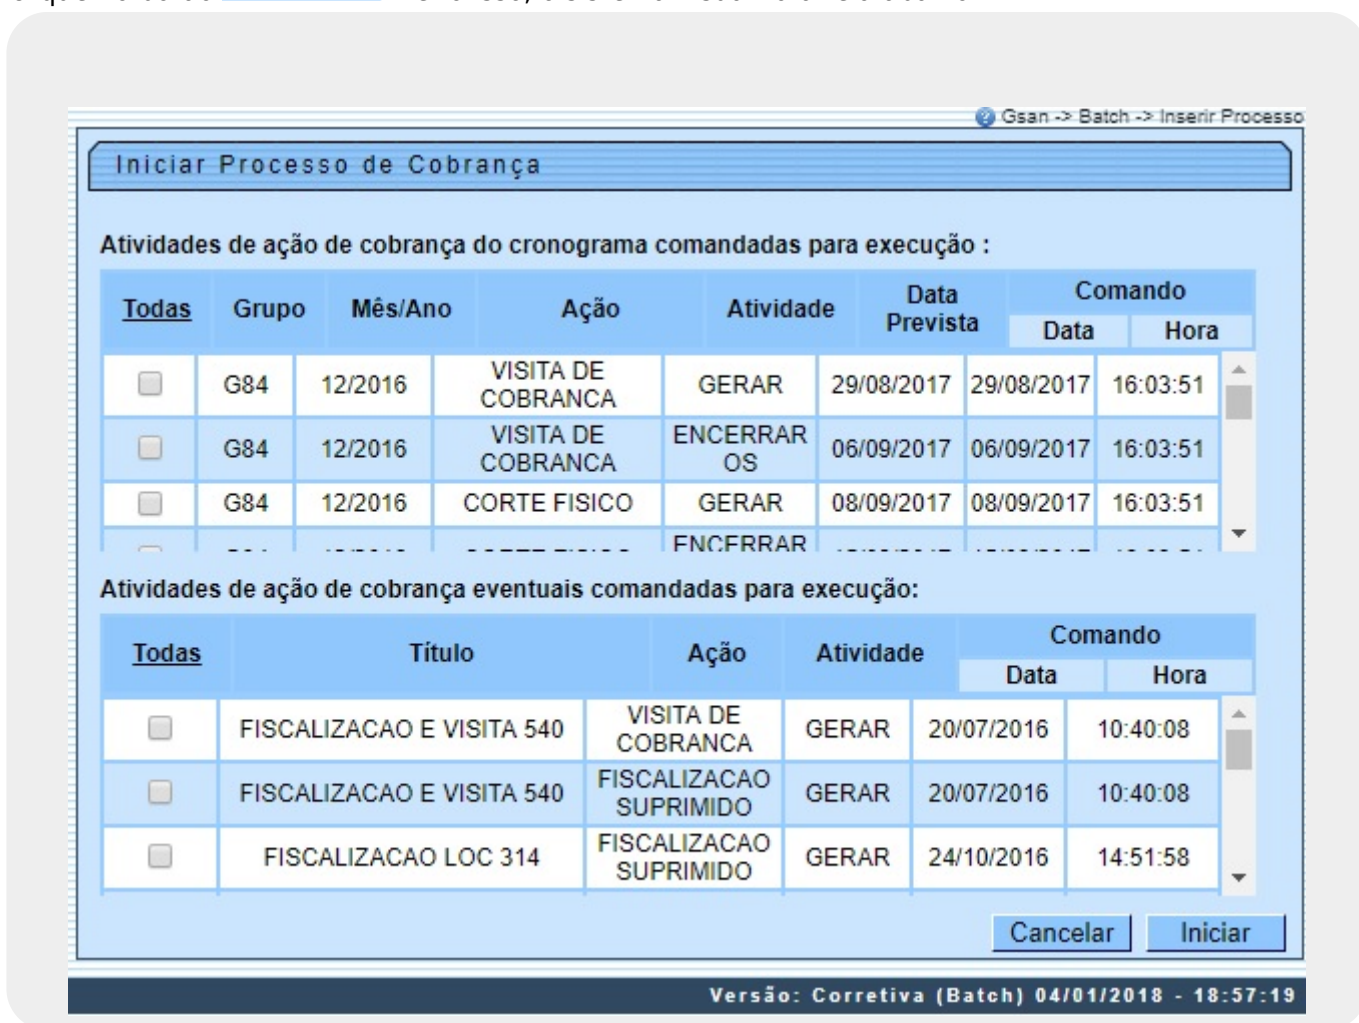 Gsan -> Batch -> Inserir Processo
Iniciar Processo de Cobrança
Atividades de ação de cobrança do cronograma comandadas para execução :
Todas Grupo Mês/Ano Ação Atividade Data Prevista Comando
Data Hora
G84 12/2016 VISITA DE COBRANCA GERAR 29/08/2017 29/08/2017 16:03:51
G84 12/2016 VISITA DE COBRANCA ENCERRAR OS 06/09/2017 06/09/2017 16:03:51
G84 12/2016 CORTE FISICO GERAR 08/09/2017 08/09/2017 16:03:51
ENCERRAR
Atividades de ação de cobrança eventuais comandadas para execução:
Todas Título Ação Atividade Comando
Data Hora
FISCALIZACAO E VISITA 540 VISITA DE COBRANCA GERAR 20/07/2016 10:40:08
FISCALIZACAO E VISITA 540 FISCALIZACAO SUPRIMIDO GERAR 20/07/2016 10:40:08
FISCALIZACAO LOC 314 FISCALIZACAO SUPRIMIDO GERAR 24/10/2016 14:51:58
Cancelar Iniciar
Versão: Corretiva (Batch) 04/01/2018 - 18:57:19